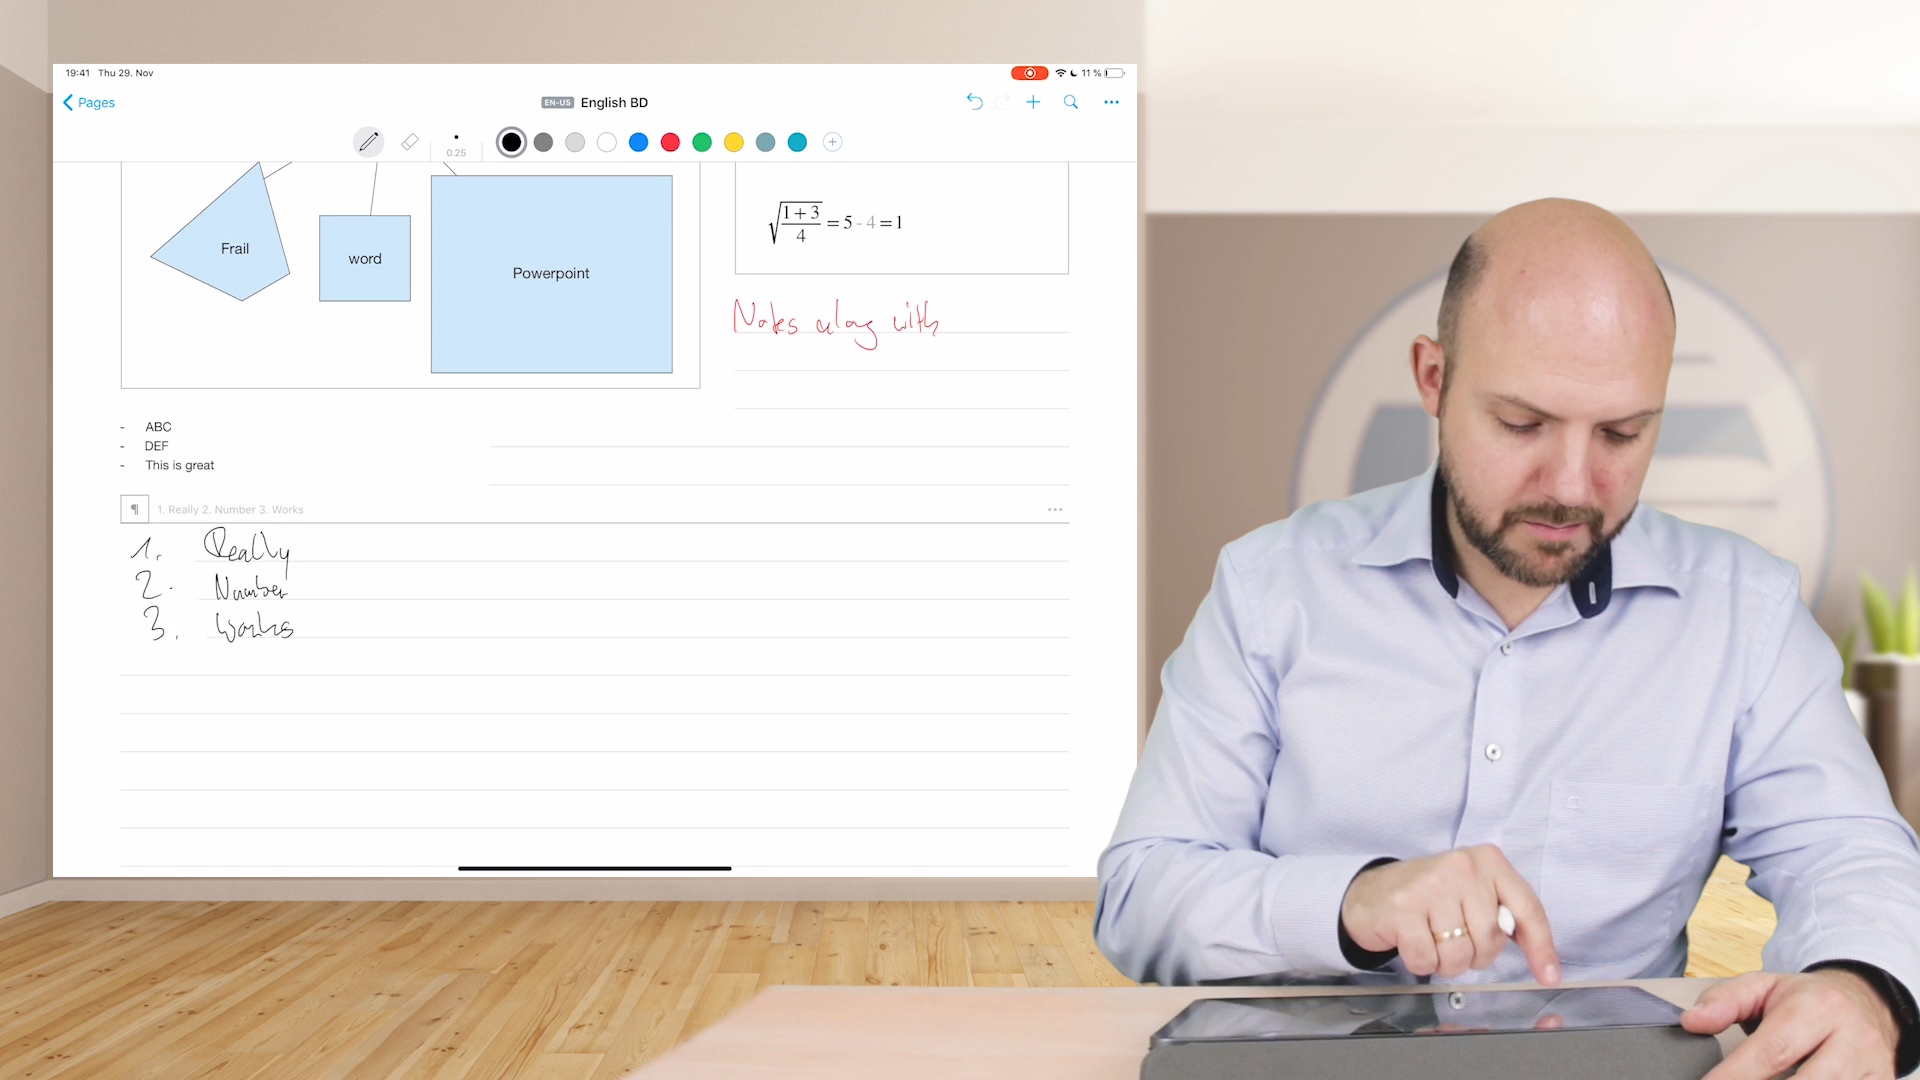 19:41 Thu 29. Nov
11 %
Pages
EN-US English BD
0.25
Frail
word
Powerpoint
√((1+3)/4) = 5 - 4 = 1
Notes along with
- ABC
- DEF
- This is great
¶ 1. Really 2. Number 3. Works
1. Really
2. Number
3. Works